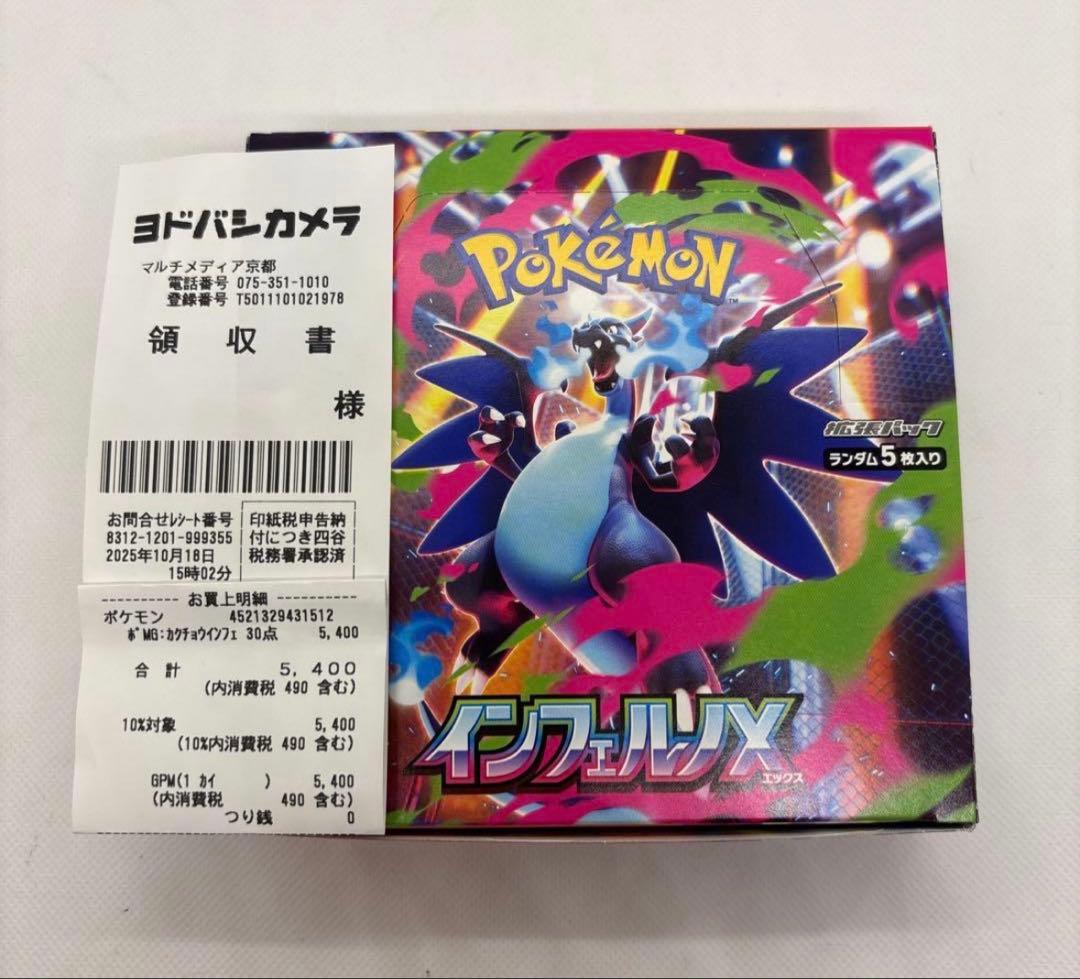 ヨドバシカメラ
マルチメディア京都
電話番号 075-351-1010
登録番号 T5011101021978
領 収 書
様
お問合せレシート番号
8312-1201-999355
2025年10月18日
15時02分
印紙税申告納
付につき四谷
税務署承認済
---------- お買上明細 ----------
ポケモン 4521329431512
ポMG:カクチョウインフェ 30点 5,400
合 計 5,400
(内消費税 490 含む)
10%対象 5,400
(10%内消費税 490 含む)
GPM(1 カイ ) 5,400
(内消費税 490 含む)
つり銭 0
POKÉMON
TM
拡張パック
ランダム5枚入り
インフェルノX
エックス